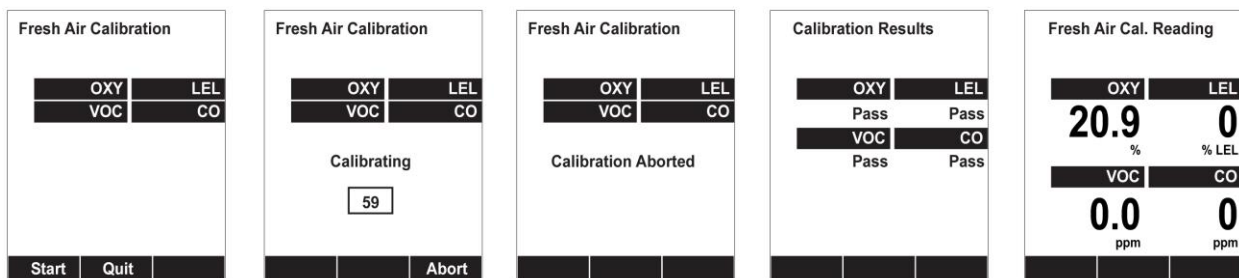 Fresh Air Calibration
OXY LEL
VOC CO
Start Quit
Fresh Air Calibration
OXY LEL
VOC CO
Calibrating
59
Abort
Fresh Air Calibration
OXY LEL
VOC CO
Calibration Aborted
Calibration Results
OXY LEL
Pass Pass
VOC CO
Pass Pass
Fresh Air Cal. Reading
OXY LEL
20.9 0
% % LEL
VOC CO
0.0 0
ppm ppm